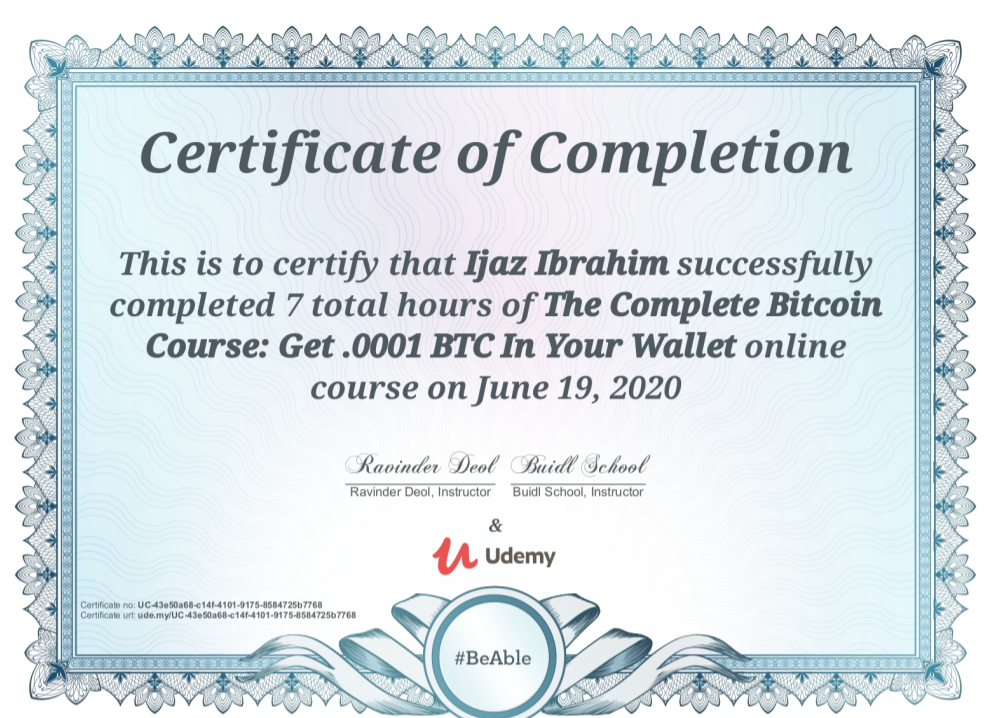 Certificate of Completion
This is to certify that Ijaz Ibrahim successfully
completed 7 total hours of The Complete Bitcoin
Course: Get .0001 BTC In Your Wallet online
course on June 19, 2020
Ravinder Deol Buidl School
Ravinder Deol, Instructor Buidl School, Instructor
&
Udemy
Certificate no: UC-43e50a68-c14f-4101-9175-8584725b7768
Certificate url: ude.my/UC-43e50a68-c14f-4101-9175-8584725b7768
#BeAble